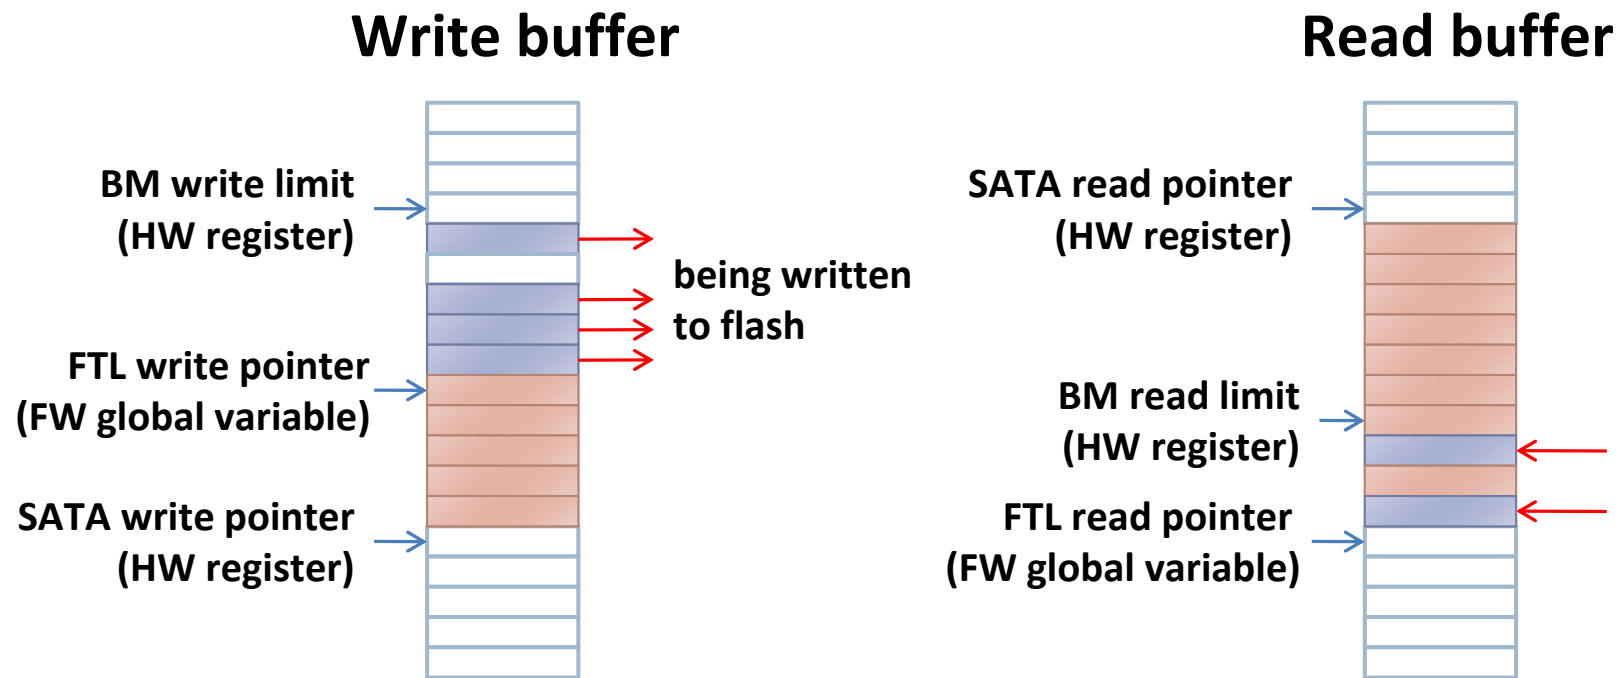 Write buffer
BM write limit
(HW register)
being written
to flash
FTL write pointer
(FW global variable)
SATA write pointer
(HW register)
Read buffer
SATA read pointer
(HW register)
BM read limit
(HW register)
FTL read pointer
(FW global variable)